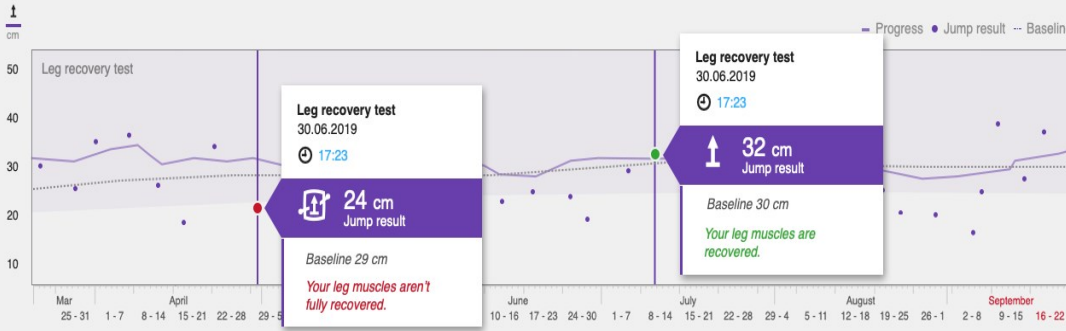 cm
Progress Jump result Baselin
50
40
30
20
10
Leg recovery test
Leg recovery test
30.06.2019
17:23
24 cm
Jump result
Baseline 29 cm
Your leg muscles aren't
fully recovered.
Leg recovery test
30.06.2019
17:23
32 cm
Jump result
Baseline 30 cm
Your leg muscles are
recovered.
Mar April June July August September
25 - 31 1 - 7 8 - 14 15 - 21 22 - 28 29 - 5 10 - 16 17 - 23 24 - 30 1 - 7 8 - 14 15 - 21 22 - 28 29 - 4 5 - 11 12 - 18 19 - 25 26 - 1 2 - 8 9 - 15 16 - 22